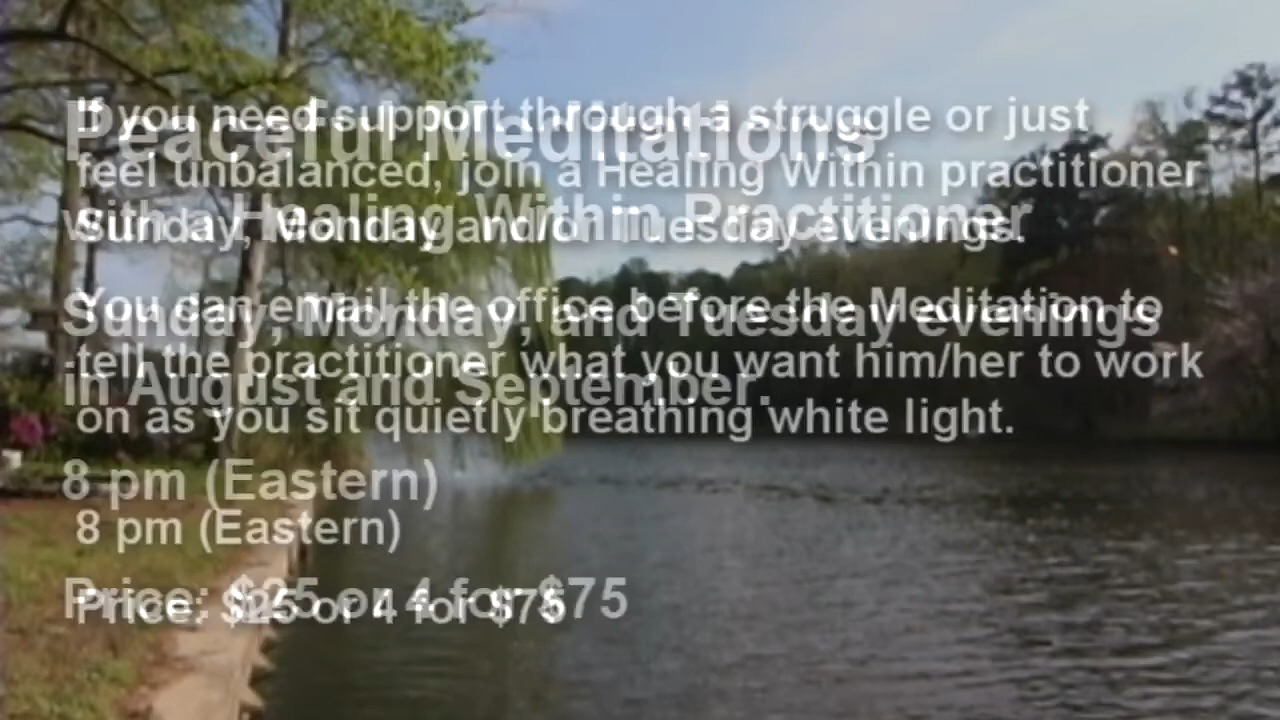 Peaceful Meditations
with a Healing Within Practitioner
Sunday, Monday, and Tuesday evenings
in August and September.
8 pm (Eastern)
Price: $25 or 4 for $75
If you need support through a struggle or just
feel unbalanced, join a Healing Within practitioner
Sunday, Monday and/or Tuesday evenings.
You can email the office before the Meditation to
tell the practitioner what you want him/her to work
on as you sit quietly breathing white light.
8 pm (Eastern)
Price: $25 or 4 for $75